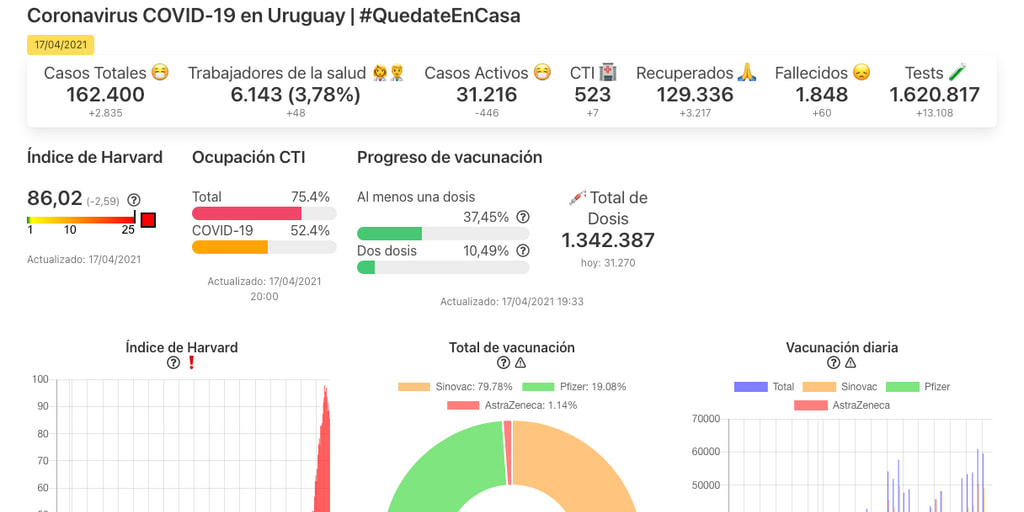 Coronavirus COVID-19 en Uruguay | #QuedateEnCasa
17/04/2021
Casos Totales 😷 Trabajadores de la salud 👩‍⚕️👨‍⚕️ Casos Activos 😷 CTI 🏥 Recuperados 🙏 Fallecidos 😞 Tests 🧪
162.400 6.143 (3,78%) 31.216 523 129.336 1.848 1.620.817
+2.835 +48 -446 +7 +3.217 +60 +13.108
Índice de Harvard
86,02 (-2,59) ?
1 10 25
Actualizado: 17/04/2021
Ocupación CTI
Total 75.4%
COVID-19 52.4%
Actualizado: 17/04/2021
20:00
Progreso de vacunación
Al menos una dosis
37,45% ?
Dos dosis 10,49% ?
💉 Total de
Dosis
1.342.387
hoy: 31.270
Actualizado: 17/04/2021 19:33
Índice de Harvard
? ❗
100
90
80
70
60
Total de vacunación
? ⚠
Sinovac: 79.78% Pfizer: 19.08%
AstraZeneca: 1.14%
Vacunación diaria
? ⚠
Total Sinovac Pfizer
AstraZeneca
70000
60000
50000